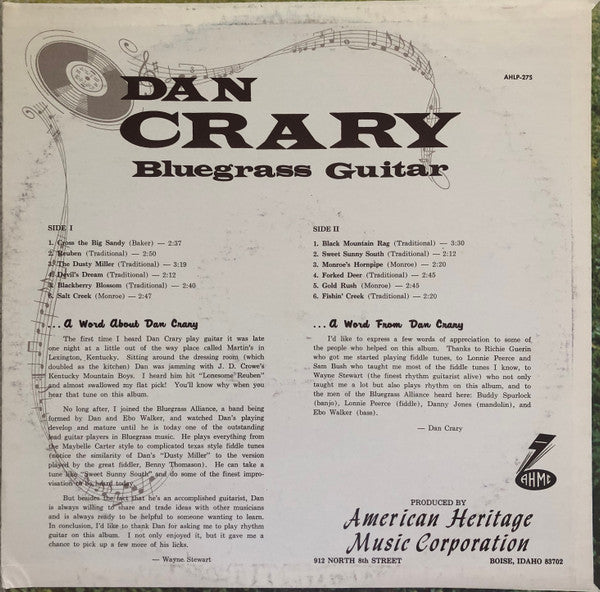 AHLP-275
DAN
CRARY
Bluegrass Guitar
SIDE I
1. Cross the Big Sandy (Baker) — 2:37
2. Reuben (Traditional) — 2:50
3. The Dusty Miller (Traditional) — 3:19
4. Devil's Dream (Traditional) — 2:12
5. Blackberry Blossom (Traditional) — 2:40
6. Salt Creek (Monroe) — 2:47
...A Word About Dan Crary
The first time I heard Dan Crary play guitar it was late
one night at a little out of the way place called Martin's in
Lexington, Kentucky. Sitting around the dressing room (which
doubled as the kitchen) Dan was jamming with J. D. Crowe's
Kentucky Mountain Boys. I heard him hit "Lonesome Reuben"
and almost swallowed my flat pick! You'll know why when you
hear that tune on this album.
No long after, I joined the Bluegrass Alliance, a band being
formed by Dan and Ebo Walker, and watched Dan's playing
develop and mature until he is today one of the outstanding
lead guitar players in Bluegrass music. He plays everything from
the Maybelle Carter style to complicated texas style fiddle tunes
(notice the similarity of Dan's "Dusty Miller" to the version
played by the great fiddler, Benny Thomason). He can take a
tune like "Sweet Sunny South" and do some of the finest improv-
isation to be heard today.
But besides the fact that he's an accomplished guitarist, Dan
is always willing to share and trade ideas with other musicians
and is always ready to be helpful to someone wanting to learn.
In conclusion, I'd like to thank Dan for asking me to play rhythm
guitar on this album. I not only enjoyed it, but it gave me a
chance to pick up a few more of his licks.
— Wayne Stewart
SIDE II
1. Black Mountain Rag (Traditional) — 3:30
2. Sweet Sunny South (Traditional) — 2:12
3. Monroe's Hornpipe (Monroe) — 2:20
4. Forked Deer (Traditional) — 2:45
5. Gold Rush (Monroe) — 2:45
6. Fishin' Creek (Traditional) — 2:20
...A Word From Dan Crary
I'd like to express a few words of appreciation to some of
the people who helped on this album. Thanks to Richie Guerin
who got me started playing fiddle tunes, to Lonnie Peerce and
Sam Bush who taught me most of the fiddle tunes I know, to
Wayne Stewart (the finest rhythm guitarist alive) who not only
taught me a lot but also plays rhythm on this album, and to
the men of the Bluegrass Alliance heard here: Buddy Spurlock
(banjo), Lonnie Peerce (fiddle), Danny Jones (mandolin), and
Ebo Walker (bass).
— Dan Crary
AHMC
PRODUCED BY
American Heritage
Music Corporation
912 NORTH 8th STREET BOISE, IDAHO 83702